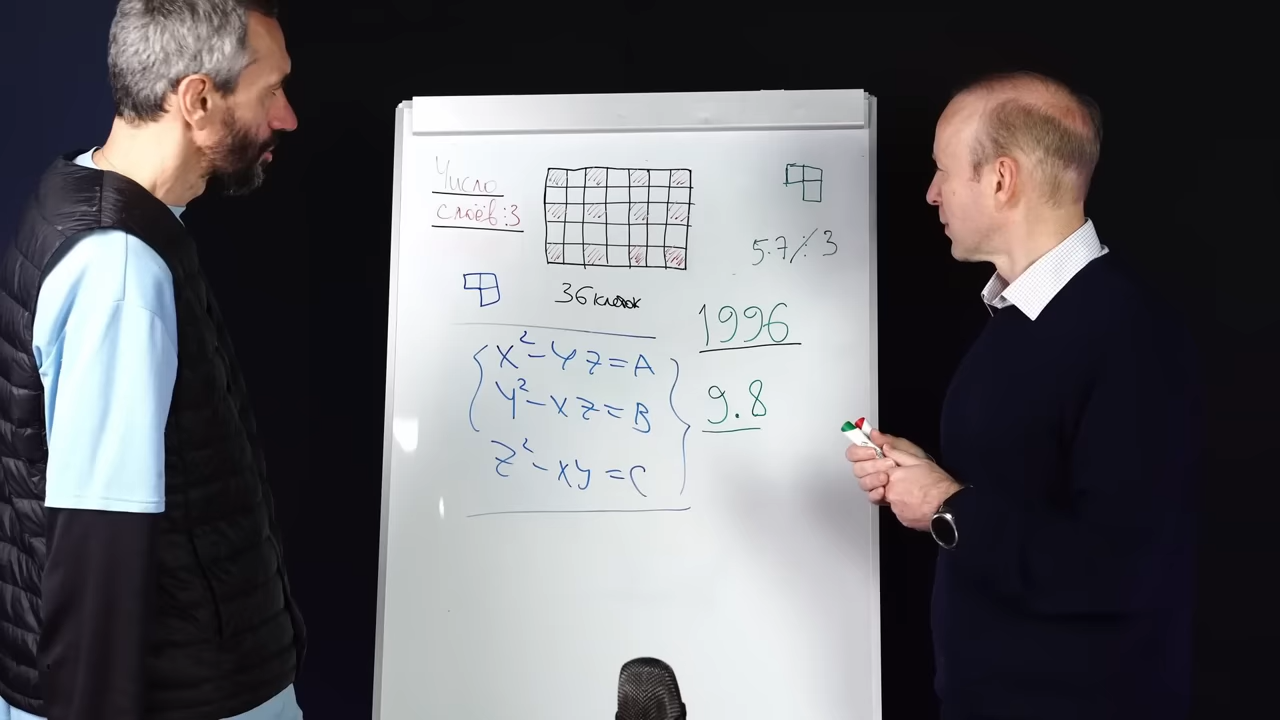 Число
слоёв:3
5.7⁒3
36 клеток
1996
x²-yz=A
y²-xz=B
z²-xy=C
9.8